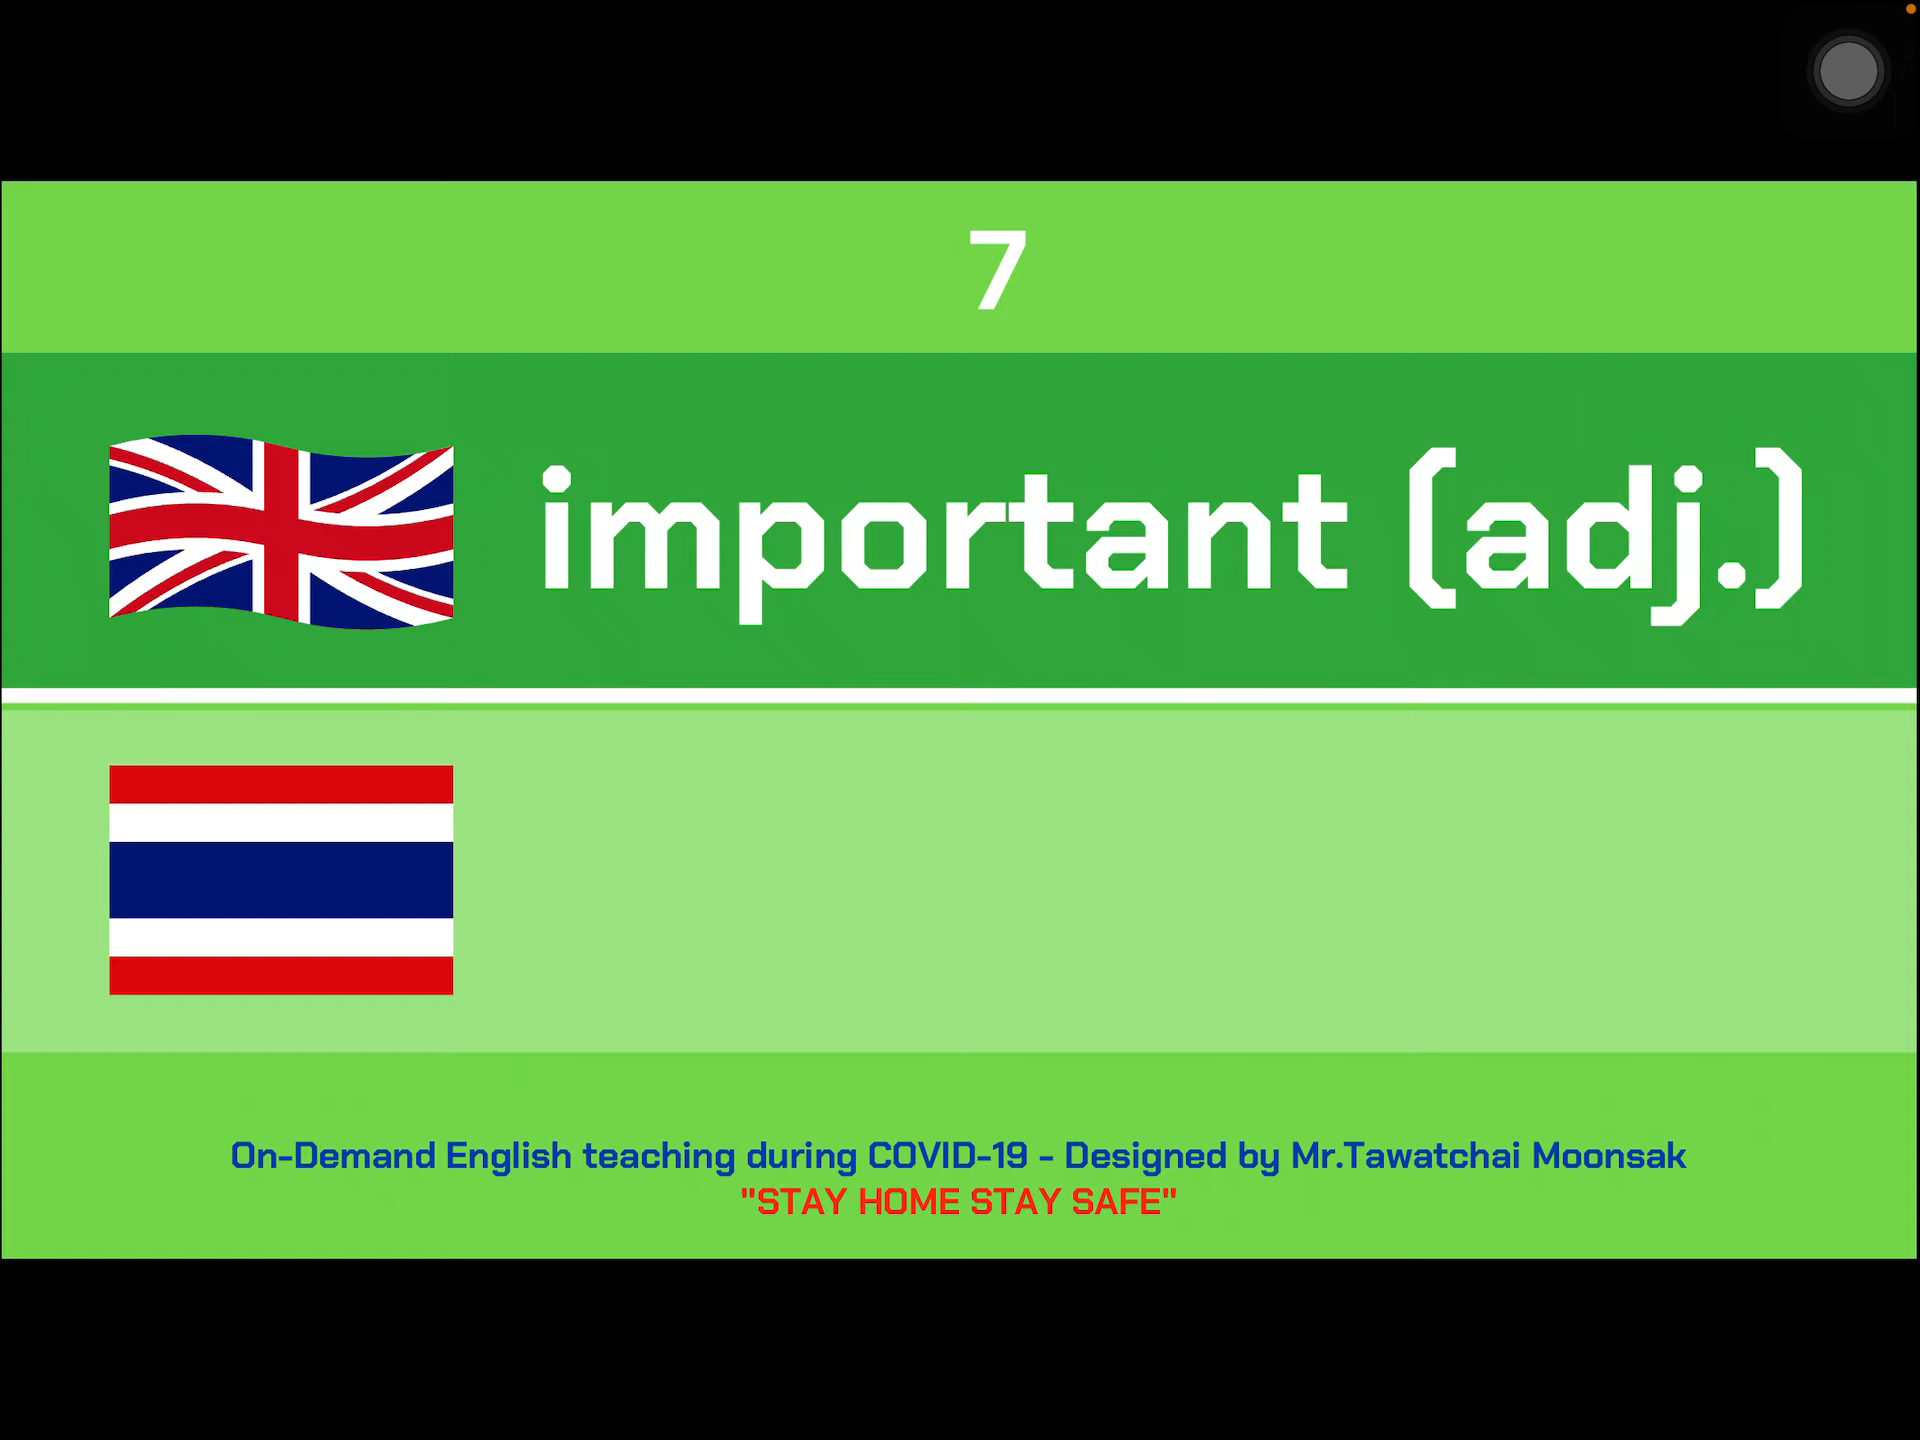 7
important (adj.)
On-Demand English teaching during COVID-19 - Designed by Mr.Tawatchai Moonsak
"STAY HOME STAY SAFE"